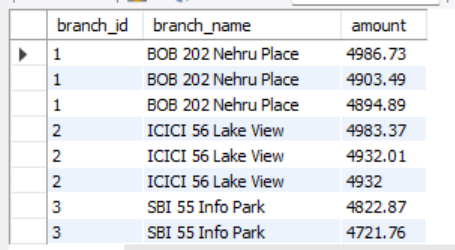 branch_id branch_name amount
1 BOB 202 Nehru Place 4986.73
1 BOB 202 Nehru Place 4903.49
1 BOB 202 Nehru Place 4894.89
2 ICICI 56 Lake View 4983.37
2 ICICI 56 Lake View 4932.01
2 ICICI 56 Lake View 4932
3 SBI 55 Info Park 4822.87
3 SBI 55 Info Park 4721.76